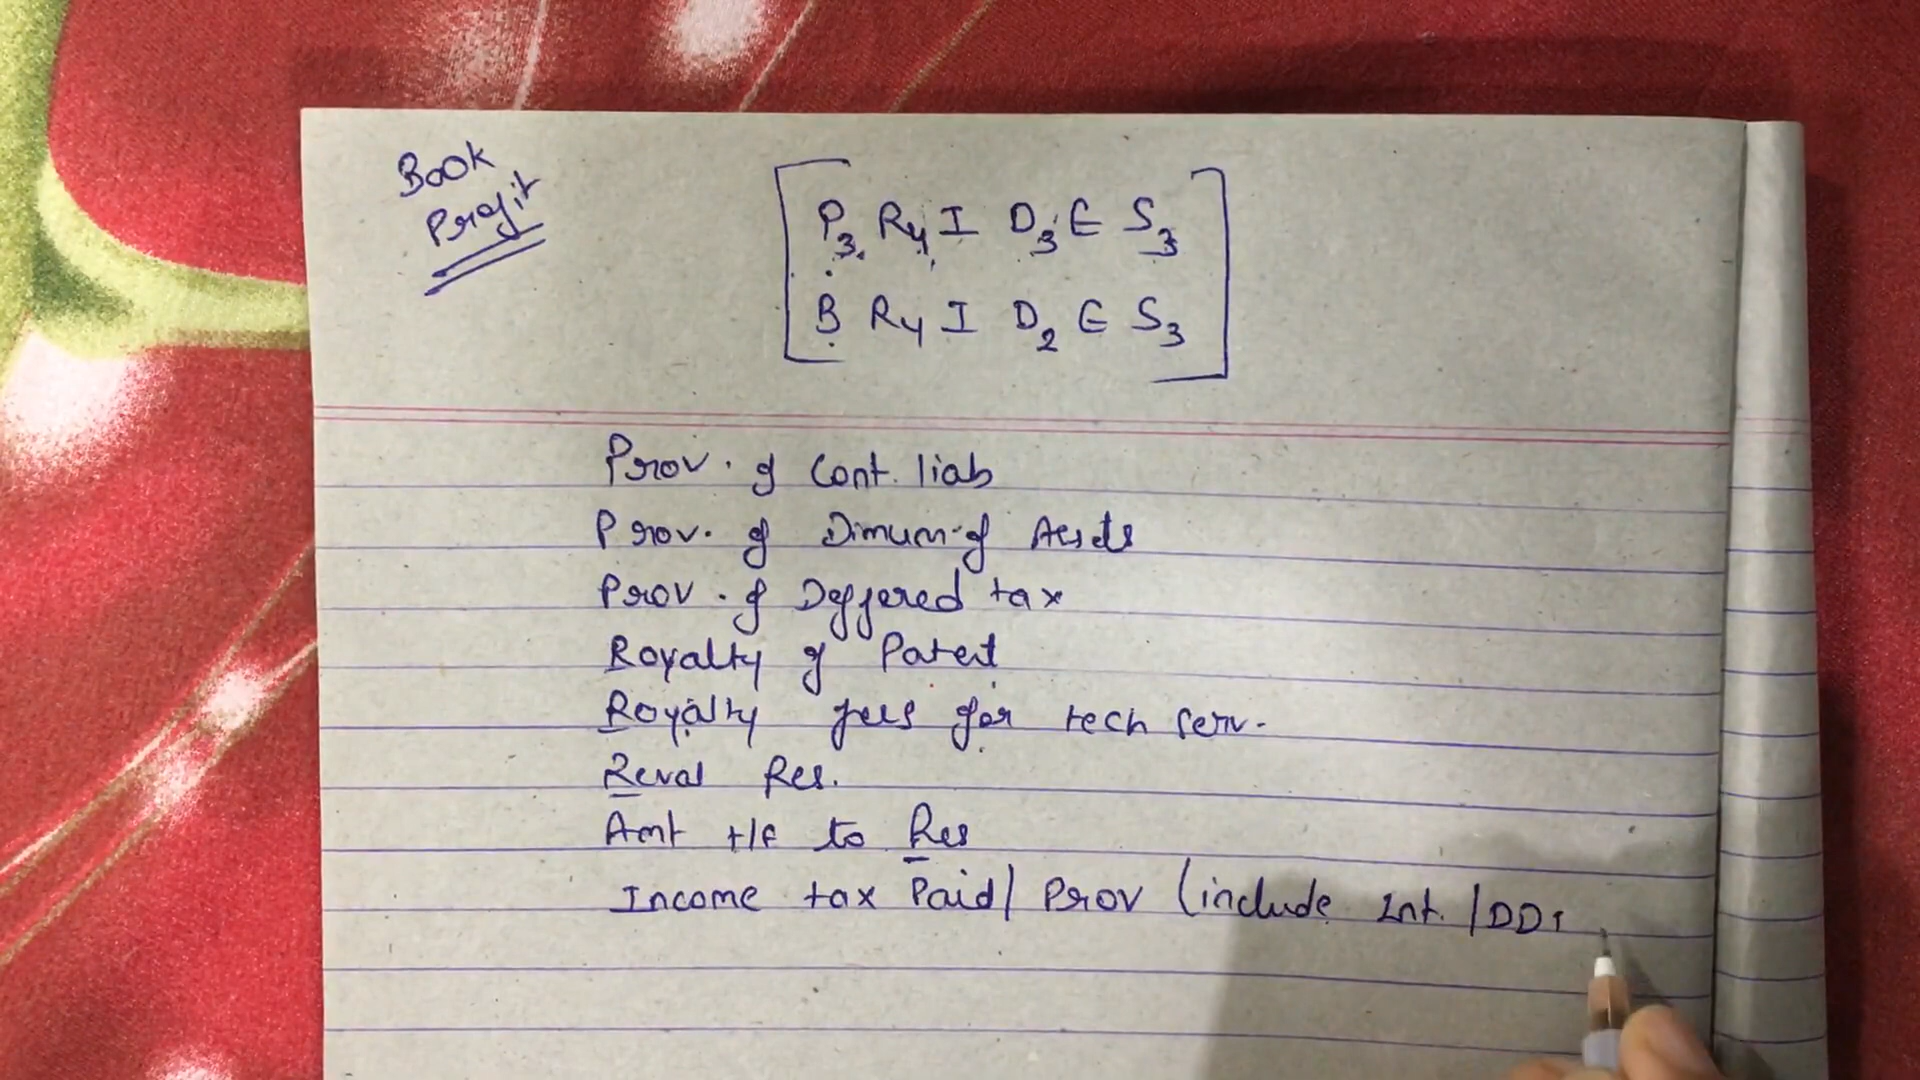 Book
Profit
P3 R4 I D3 E S3
B R4 I D2 E S3
Prov. of Cont. liab
Prov. of Dimun. of Assets
Prov. of Deffered tax
Royalty of Patent
Royalty fees for tech serv.
Reval Res.
Amt t/f to Res
Income tax Paid/ Prov (include Int. /DDT